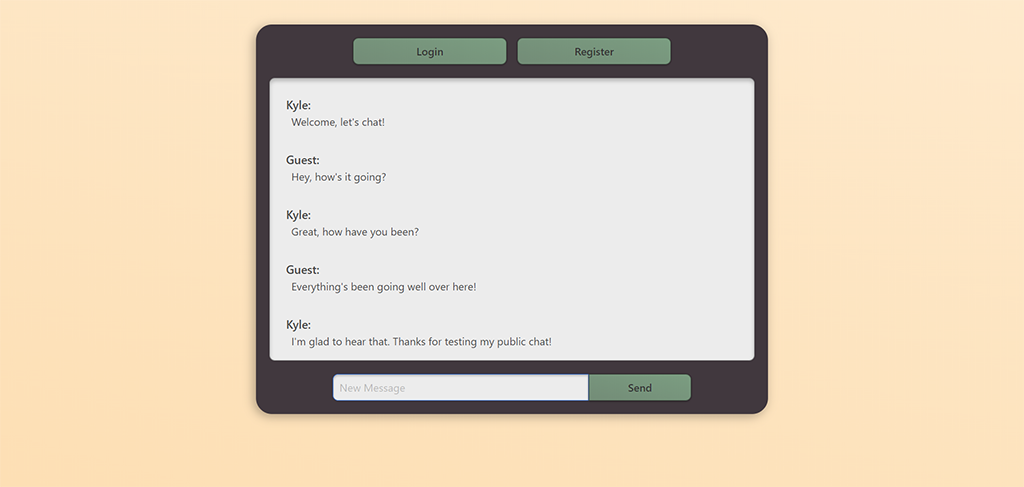 Login
Register
Kyle:
Welcome, let's chat!
Guest:
Hey, how's it going?
Kyle:
Great, how have you been?
Guest:
Everything's been going well over here!
Kyle:
I'm glad to hear that. Thanks for testing my public chat!
New Message
Send